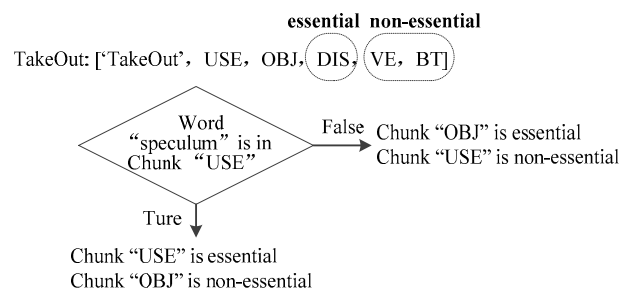 essential non-essential
TakeOut: [‘TakeOut’, USE, OBJ, DIS, VE, BT]
Word
“speculum” is in
Chunk “USE”
False
Chunk “OBJ” is essential
Chunk “USE” is non-essential
Ture
Chunk “USE” is essential
Chunk “OBJ” is non-essential